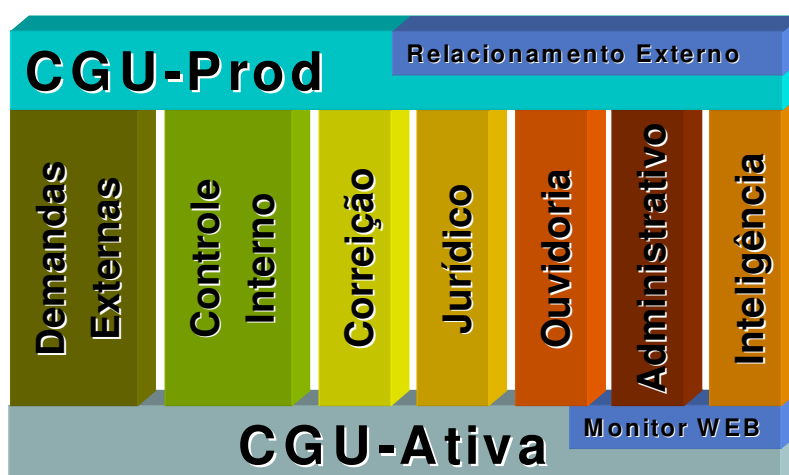 CGU-Prod
Relacionamento Externo
Demandas
Externas
Controle
Interno
Correição
Jurídico
Ouvidoria
Administrativo
Inteligência
CGU-Ativa
Monitor WEB